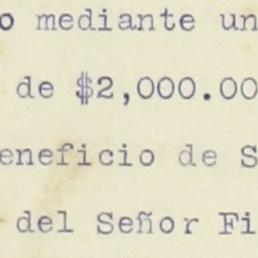 o mediante un
de $2,000.00
eneficio de S
del Señor Fi